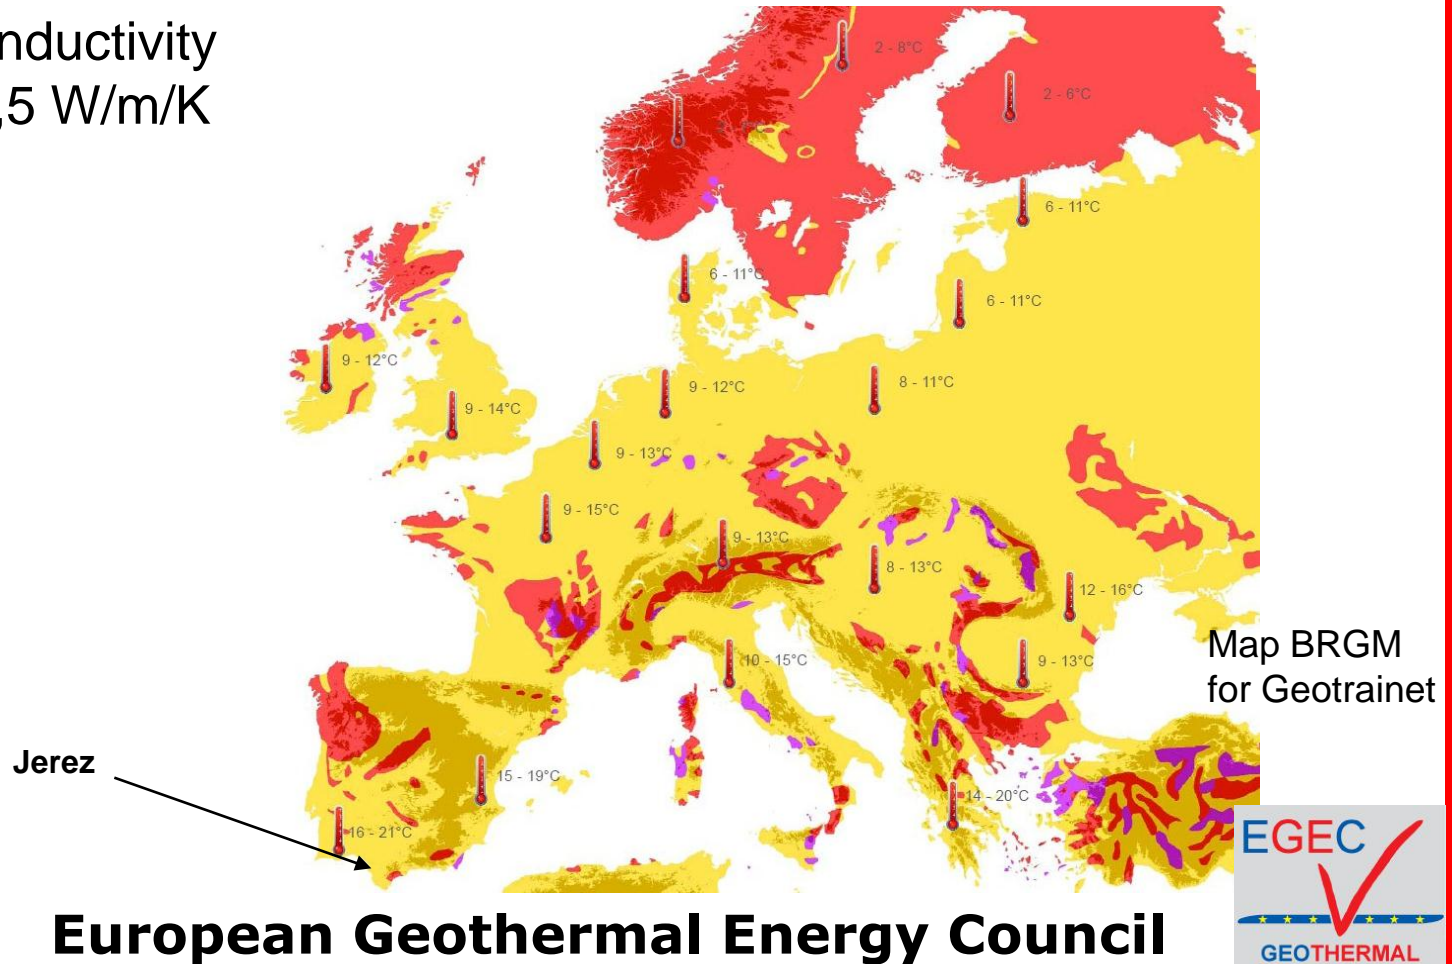 nductivity
,5 W/m/K
2 - 8°C
2 - 6°C
6 - 11°C
6 - 11°C
6 - 11°C
9 - 12°C
9 - 14°C
9 - 12°C
8 - 11°C
9 - 13°C
9 - 15°C
9 - 13°C
8 - 13°C
12 - 16°C
10 - 15°C
9 - 13°C
Map BRGM
for Geotrainet
Jerez
15 - 19°C
14 - 20°C
16 - 21°C
EGEC
GEOTHERMAL
European Geothermal Energy Council